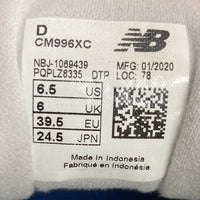 D
CM996XC
NB
NBJ-1069439 MFG: 01/2020
PQPLZ8335 DTP LOC: 78
6.5 US
6 UK
39.5 EU
24.5 JPN
Made in Indonesia
Fabriqué en Indonésie